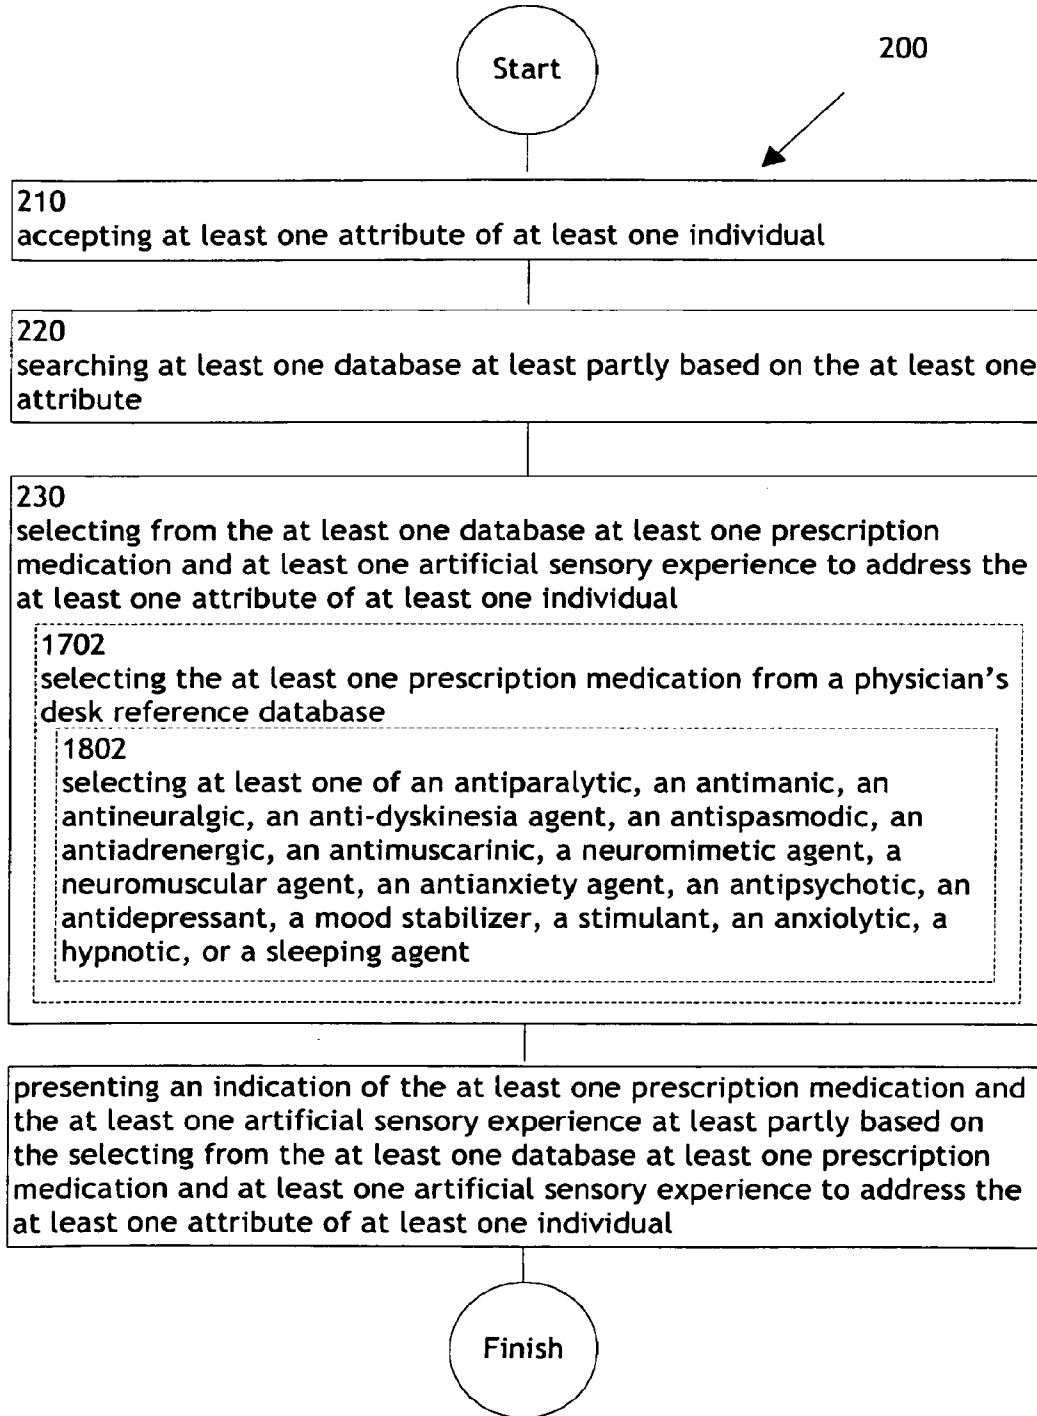 Start
200
210
accepting at least one attribute of at least one individual
220
searching at least one database at least partly based on the at least one
attribute
230
selecting from the at least one database at least one prescription
medication and at least one artificial sensory experience to address the
at least one attribute of at least one individual
1702
selecting the at least one prescription medication from a physician's
desk reference database
1802
selecting at least one of an antiparalytic, an antimanic, an
antineuralgic, an anti-dyskinesia agent, an antispasmodic, an
antiadrenergic, an antimuscarinic, a neuromimetic agent, a
neuromuscular agent, an antianxiety agent, an antipsychotic, an
antidepressant, a mood stabilizer, a stimulant, an anxiolytic, a
hypnotic, or a sleeping agent
presenting an indication of the at least one prescription medication and
the at least one artificial sensory experience at least partly based on
the selecting from the at least one database at least one prescription
medication and at least one artificial sensory experience to address the
at least one attribute of at least one individual
Finish